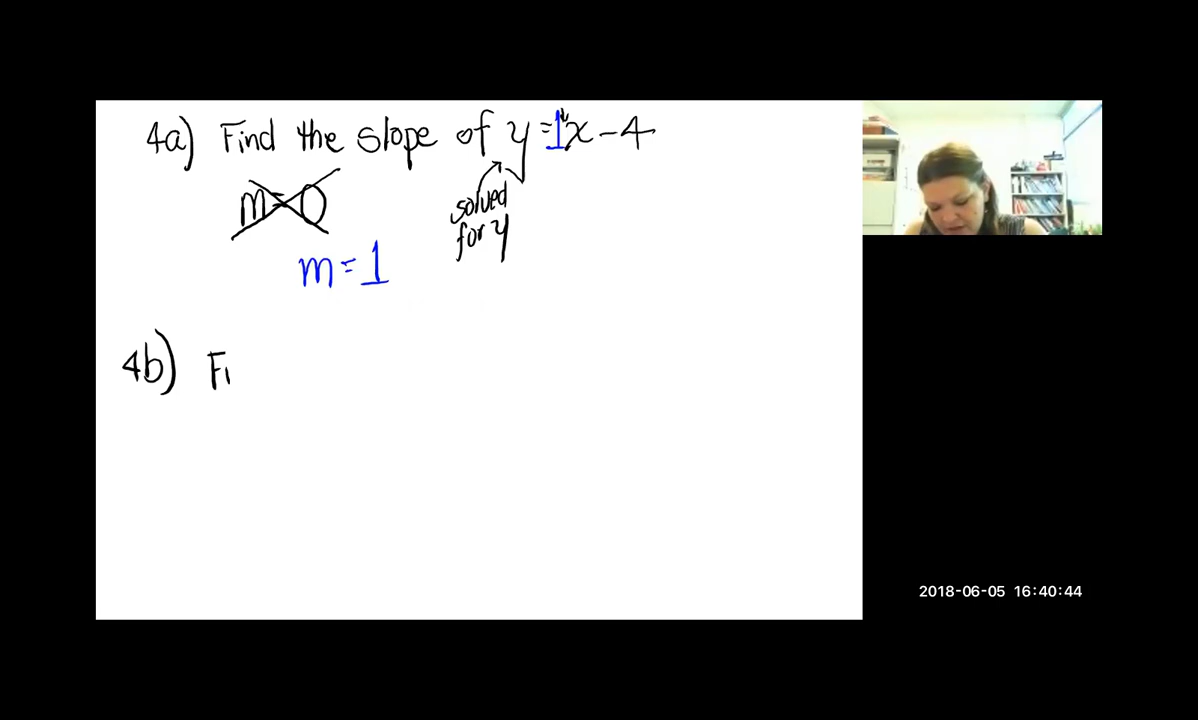 4a) Find the slope of y=1x-4
m=0
solved
for y
m=1
4b) Fi
2018-06-05 16:40:44